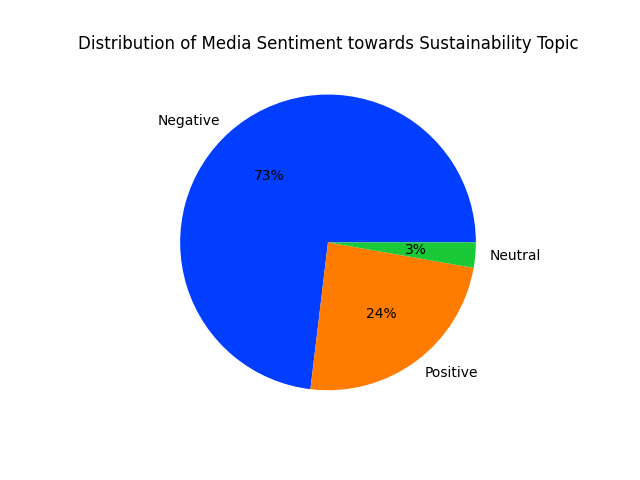 Distribution of Media Sentiment towards Sustainability Topic
Negative
73%
3%
Neutral
24%
Positive